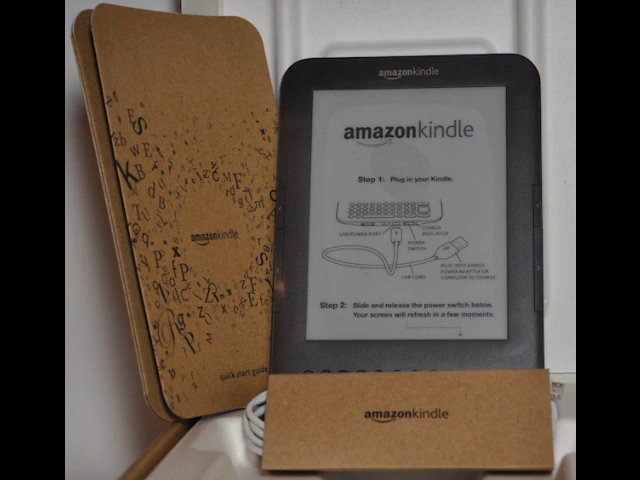 amazonkindle
amazonkindle
Step 1: Plug in your Kindle.
USB/POWER PORT
CHARGE
INDICATOR
POWER
SWITCH
PLUG INTO KINDLE
POWER ADAPTER OR
COMPUTER TO CHARGE
USB CORD
Step 2: Slide and release the power switch below.
Your screen will refresh in a few moments.
amazonkindle
quick start guide
amazonkindle